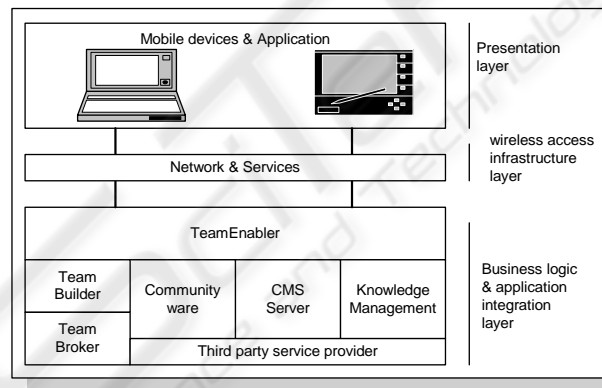 Mobile devices & Application
Presentation
layer
wireless access
infrastructure
layer
Network & Services
TeamEnabler
Team
Builder
Community
ware
CMS
Server
Knowledge
Management
Business logic
& application
integration
layer
Team
Broker
Third party service provider